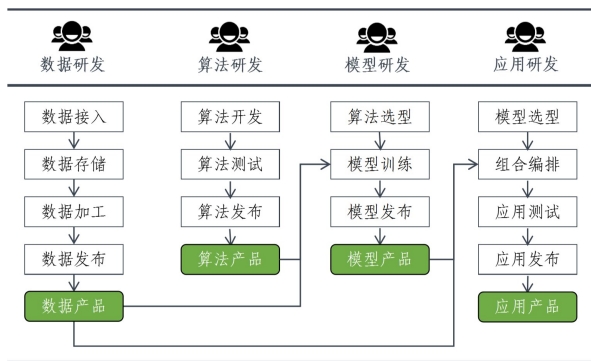 数据研发
算法研发
模型研发
应用研发
数据接入
数据存储
数据加工
数据发布
数据产品
算法开发
算法测试
算法发布
算法产品
算法选型
模型训练
模型发布
模型产品
模型选型
组合编排
应用测试
应用发布
应用产品